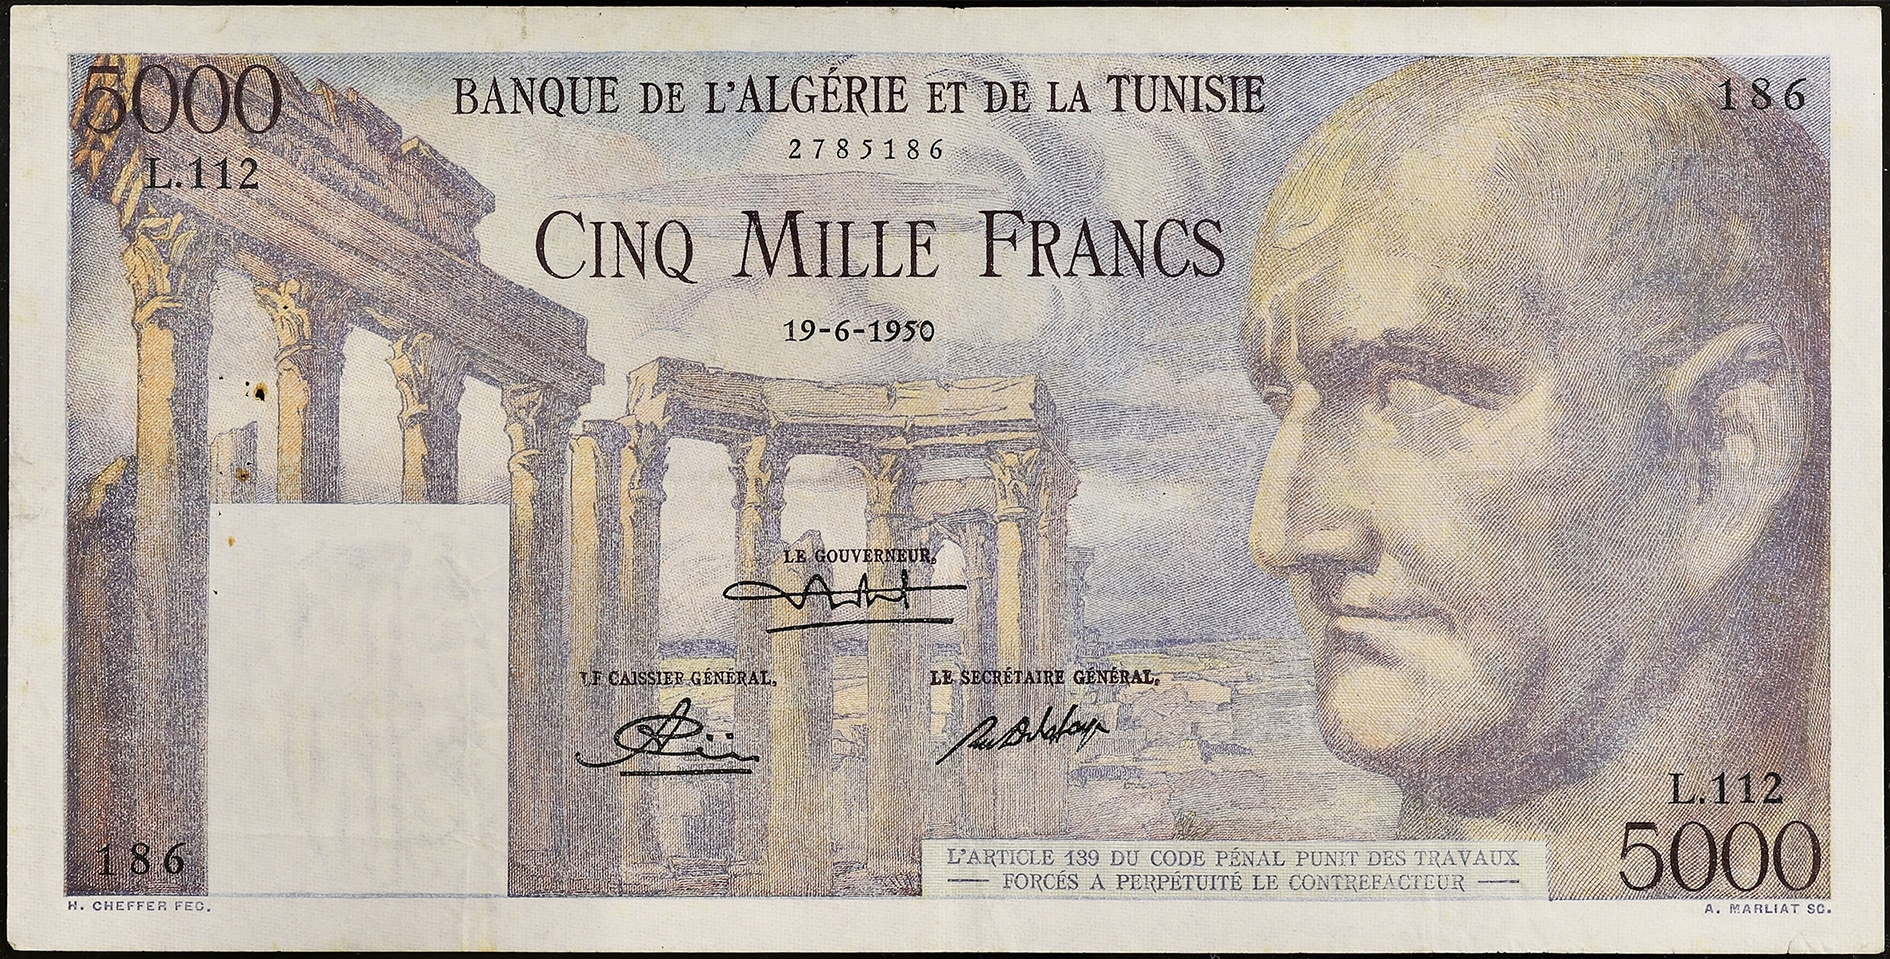 5000
BANQUE DE L'ALGÉRIE ET DE LA TUNISIE
186
2785186
L.112
CINQ MILLE FRANCS
19-6-1950
LE GOUVERNEUR,
LE CAISSIER GÉNÉRAL,
LE SECRÉTAIRE GÉNÉRAL,
L.112
5000
186
L'ARTICLE 139 DU CODE PÉNAL PUNIT DES TRAVAUX
FORCÉS A PERPÉTUITÉ LE CONTREFACTEUR
H. CHEFFER FEC.
A. MARLIAT SC.